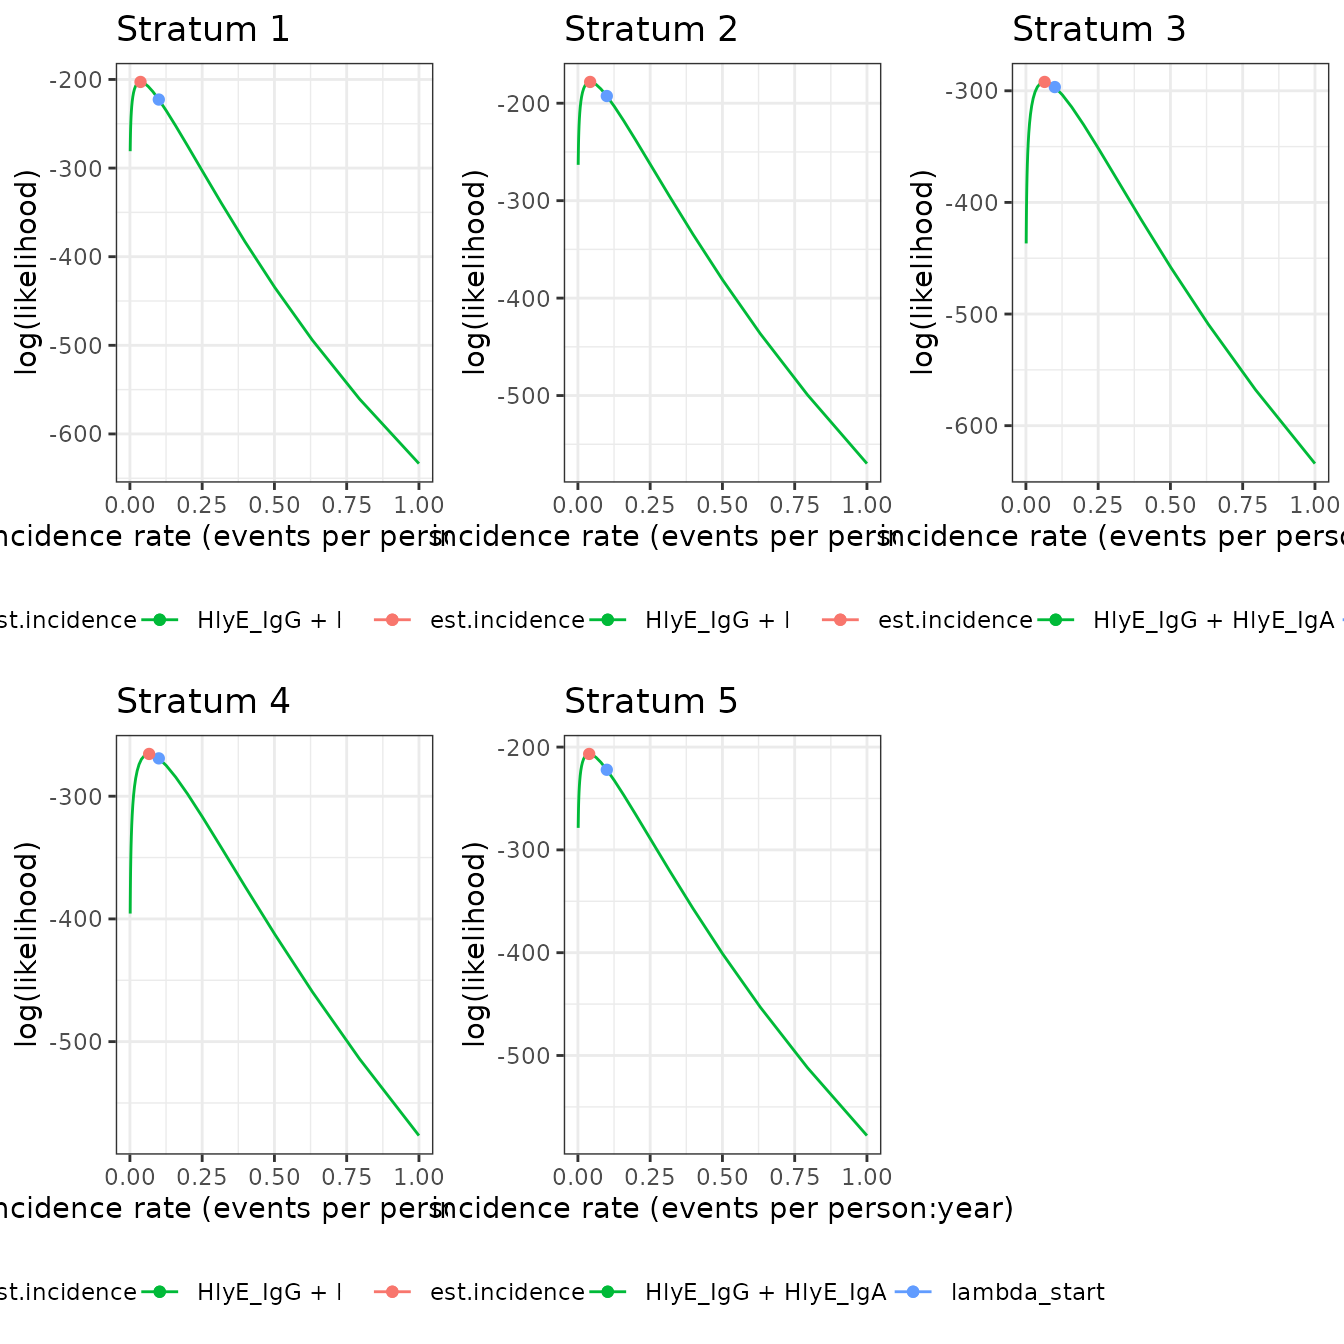 Stratum 1 Stratum 2 Stratum 3
-200
-300
-400
-500
-600
log(likelihood)
0.00 0.25 0.50 0.75 1.00
-200
-300
-400
-500
log(likelihood)
0.00 0.25 0.50 0.75 1.00
-300
-400
-500
-600
log(likelihood)
0.00 0.25 0.50 0.75 1.00
ncidence rate (events per pers ncidence rate (events per pers ncidence rate (events per perso
st.incidence HlyE_IgG + I est.incidence HlyE_IgG + I est.incidence HlyE_IgG + HlyE_IgA
Stratum 4 Stratum 5
-300
-400
-500
log(likelihood)
0.00 0.25 0.50 0.75 1.00
-200
-300
-400
-500
log(likelihood)
0.00 0.25 0.50 0.75 1.00
ncidence rate (events per pers ncidence rate (events per person:year)
st.incidence HlyE_IgG + I est.incidence HlyE_IgG + HlyE_IgA lambda_start